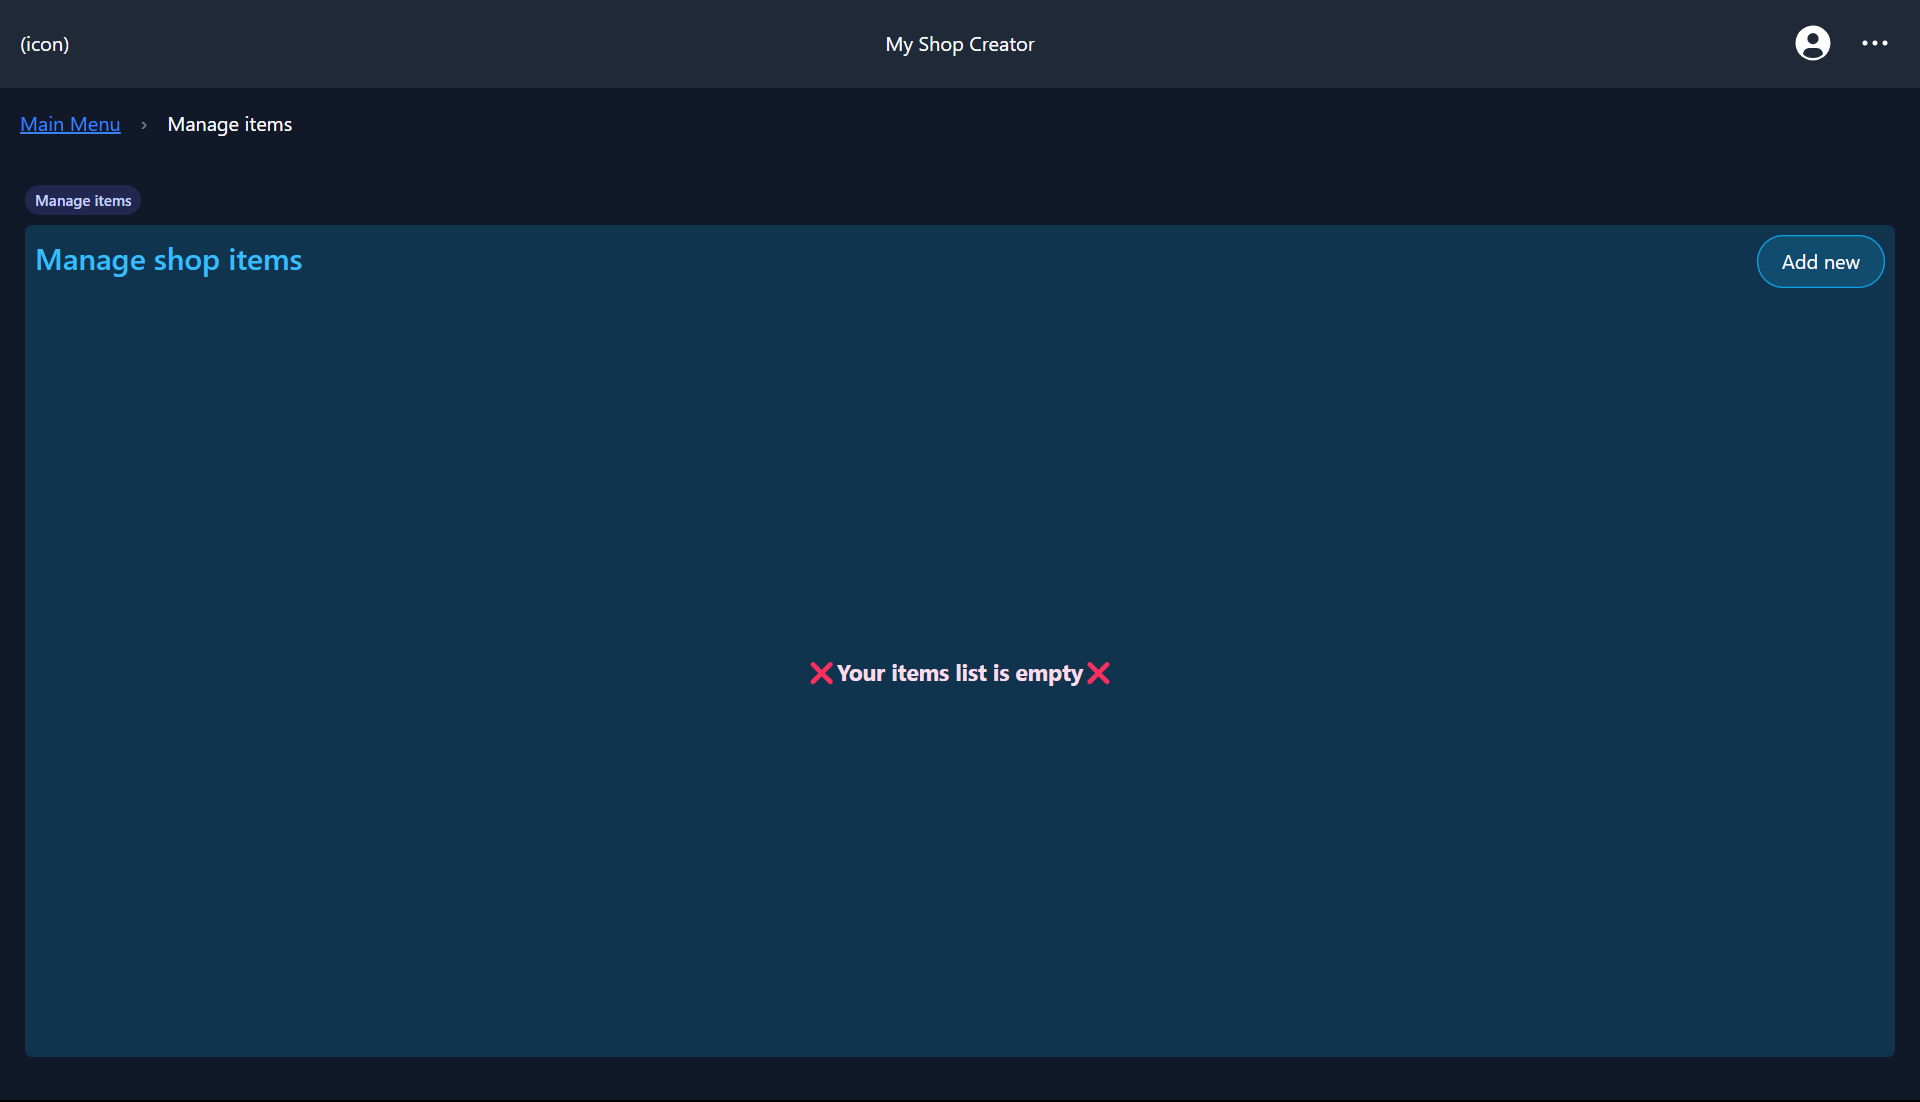 (icon)
My Shop Creator
Main Menu › Manage items
Manage items
Manage shop items
Add new
❌Your items list is empty❌